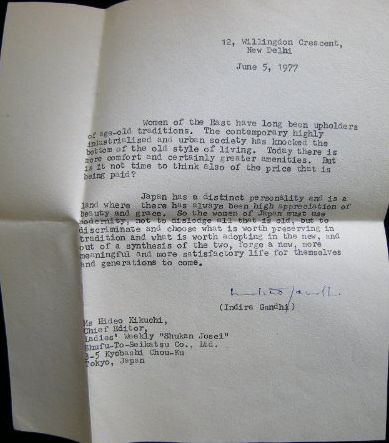 12, Willingdon Crescent,
New Delhi
June 5, 1977
Women of the East have long been upholders
of age-old traditions. The contemporary highly
industrialised and urban society has knocked the
bottom of the old style of living. Today there is
more comfort and certainly greater amenities. But
is it not time to think also of the price that is
being paid?
Japan has a distinct personality and is a
land where there has always been high appreciation of
beauty and grace. So the women of Japan must use
modernity, not to dislodge all that is old, but to
discriminate and choose what is worth preserving in
tradition and what is worth adopting in the new, and
out of a synthesis of the two, forge a new, more
meaningful and more satisfactory life for themselves
and generations to come.
(Indira Gandhi)
Ms Hideo Kikuchi,
Chief Editor,
Ladies' Weekly "Shukan Josei"
Shufu-To-Seikatsu Co., Ltd.
3-5 Kyobashi Chou-Ku
Tokyo, Japan